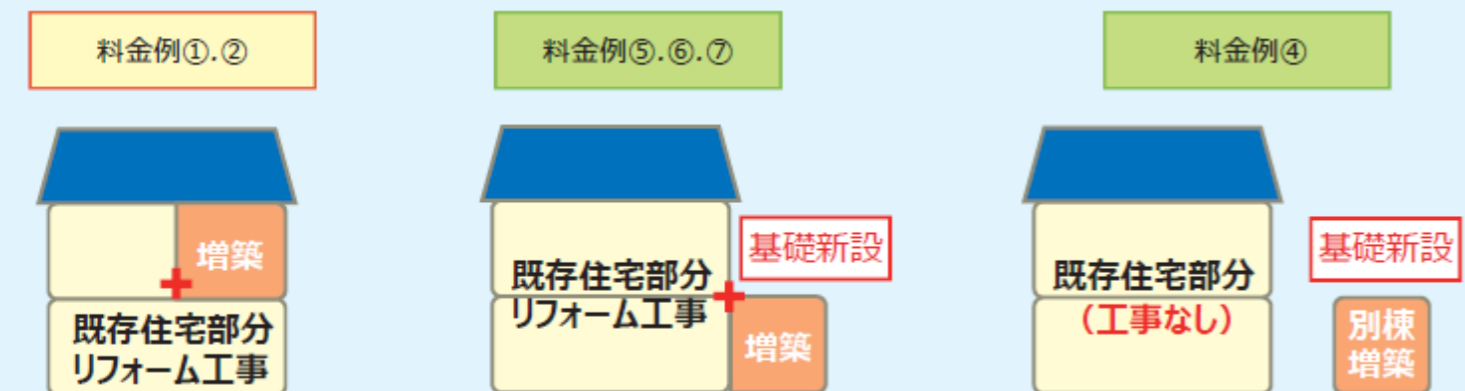 料金例①.②
料金例⑤.⑥.⑦
料金例④
増築
既存住宅部分
リフォーム工事
基礎新設
既存住宅部分
リフォーム工事
増築
基礎新設
既存住宅部分
（工事なし）
別棟
増築